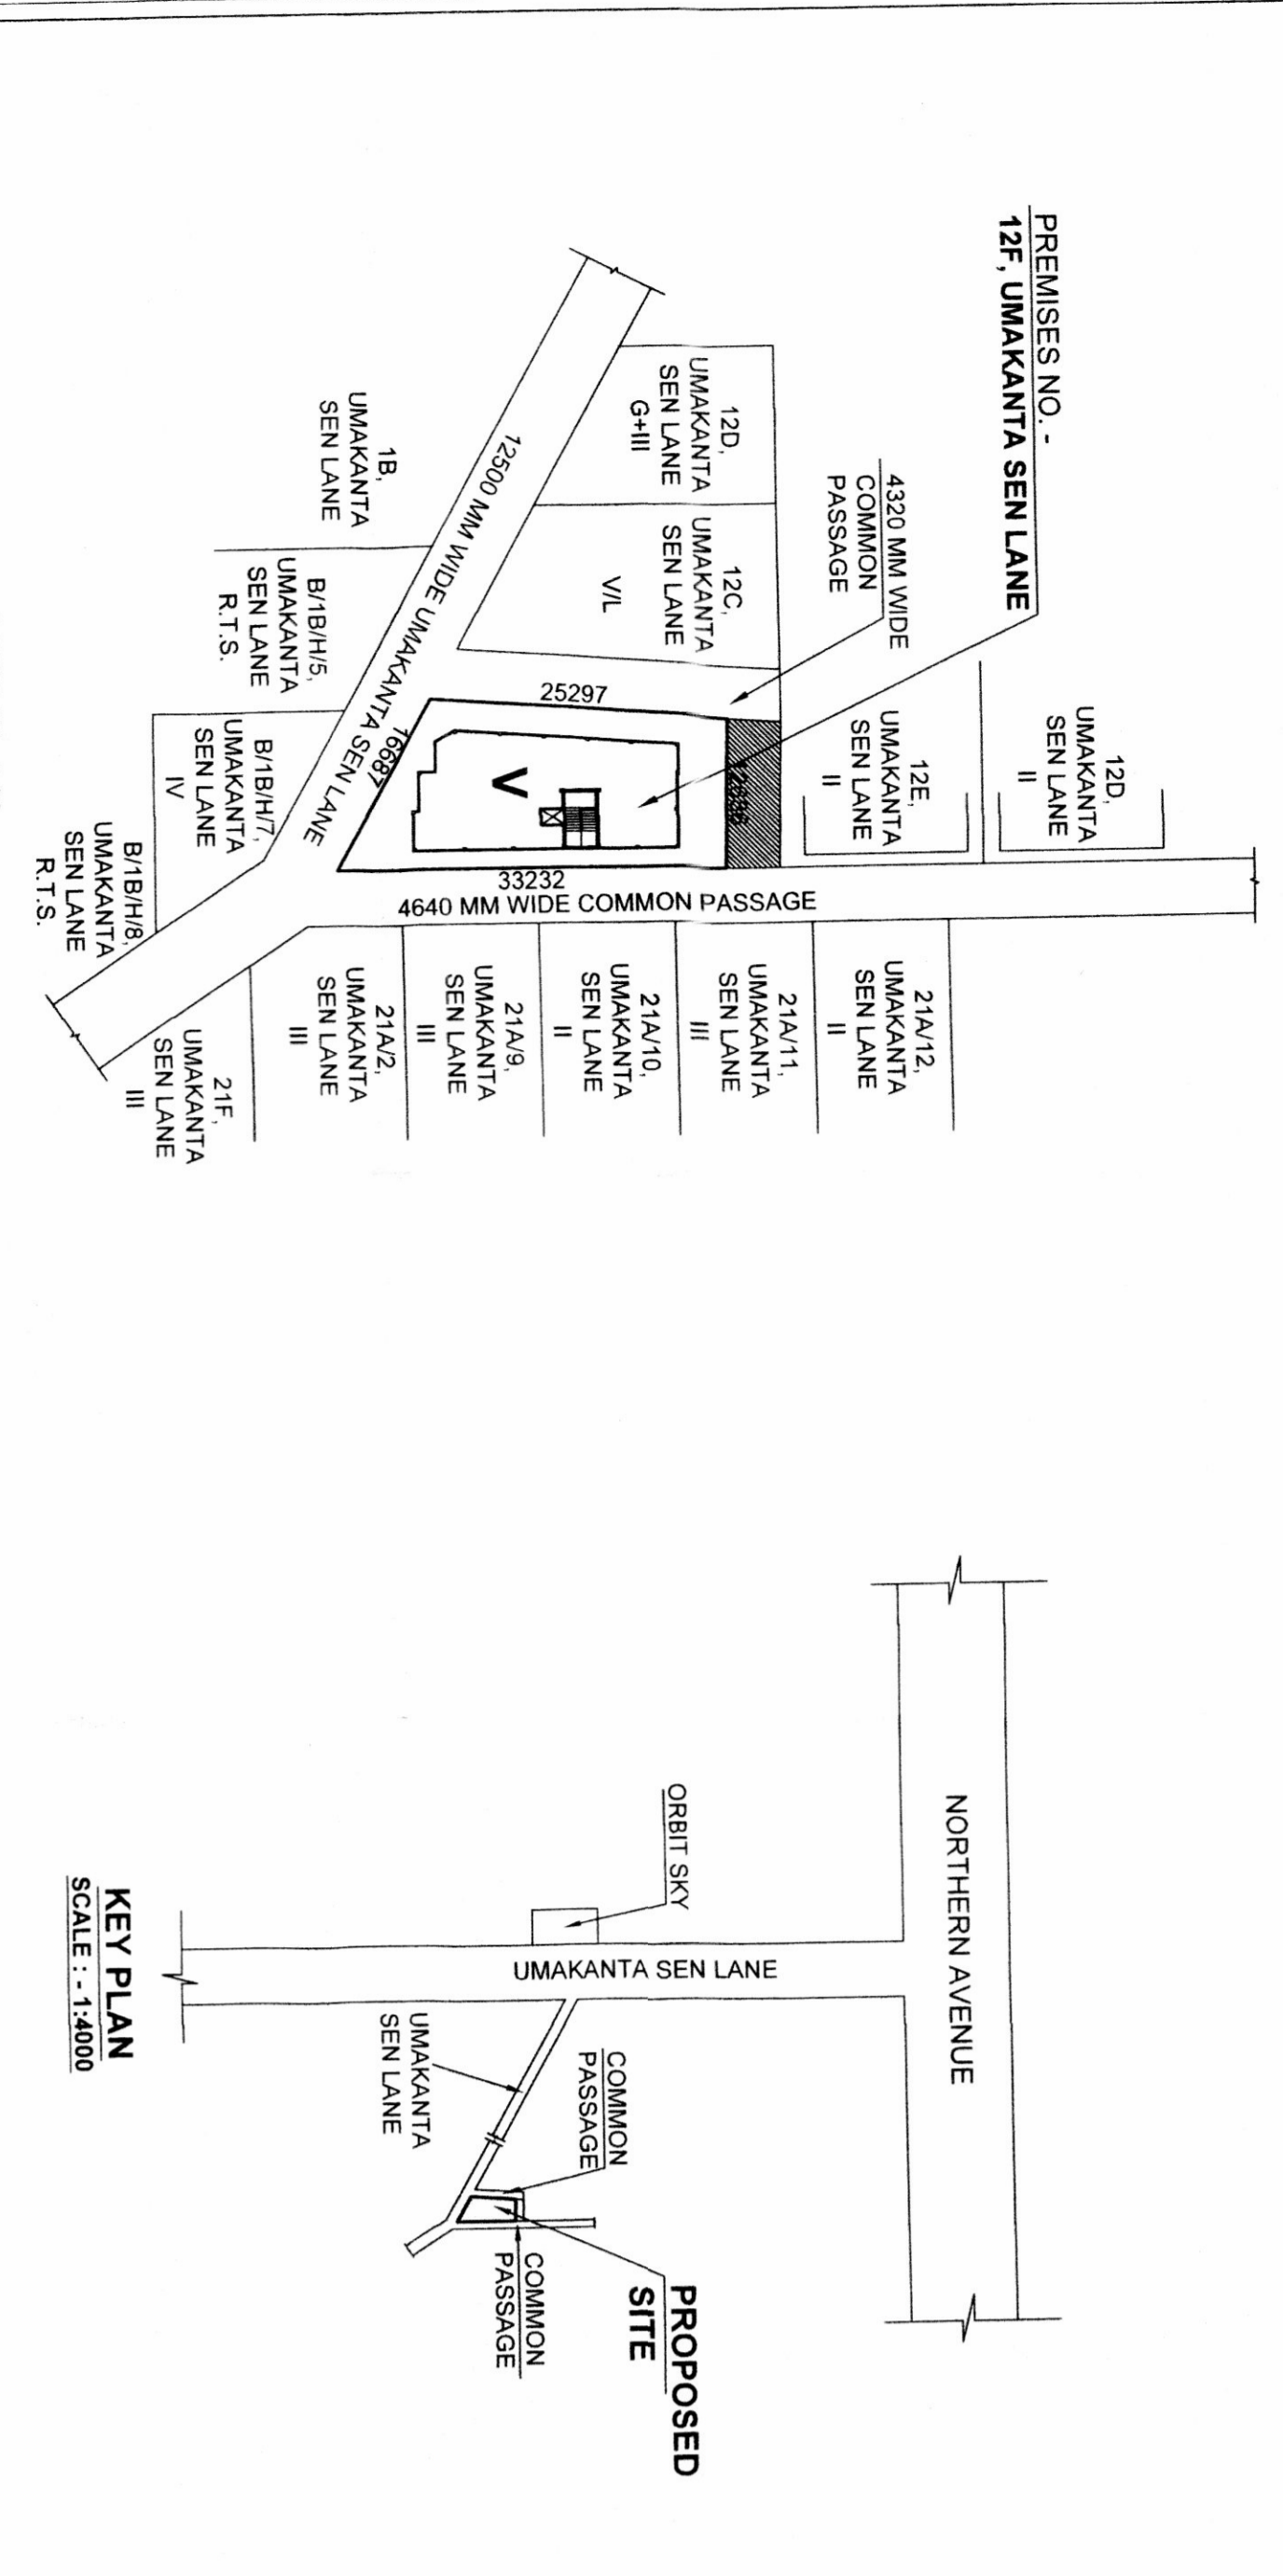 PREMISES NO. -
12F, UMAKANTA SEN LANE
4320 MM WIDE
COMMON
PASSAGE
12D,
UMAKANTA
SEN LANE
G+III
12C,
UMAKANTA
SEN LANE
V/L
12D,
UMAKANTA
SEN LANE
II
12E,
UMAKANTA
SEN LANE
II
12500 MM WIDE UMAKANTA SEN LANE
25297
16687
33232
V
4640 MM WIDE COMMON PASSAGE
1B,
UMAKANTA
SEN LANE
B/1B/H/5,
UMAKANTA
SEN LANE
R.T.S.
B/1B/H/7,
UMAKANTA
SEN LANE
IV
B/1B/H/8,
UMAKANTA
SEN LANE
R.T.S.
21A/12,
UMAKANTA
SEN LANE
II
21A/11,
UMAKANTA
SEN LANE
III
21A/10,
UMAKANTA
SEN LANE
II
21A/9,
UMAKANTA
SEN LANE
III
21A/2,
UMAKANTA
SEN LANE
III
21F,
UMAKANTA
SEN LANE
III
NORTHERN AVENUE
ORBIT SKY
UMAKANTA SEN LANE
UMAKANTA
SEN LANE
COMMON
PASSAGE
COMMON
PASSAGE
PROPOSED
SITE
KEY PLAN
SCALE : - 1:4000